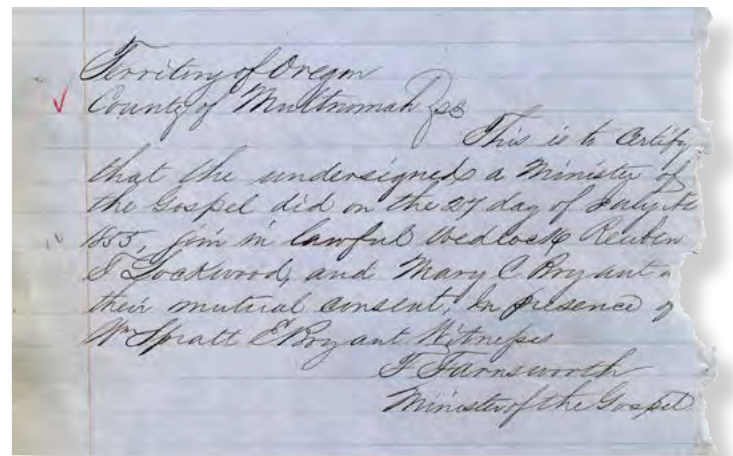 Territory of Oregon
County of Multnomah } ss
This is to Certify
that the undersigned a Minister of
the Gospel did on the 27 day of July
1855, join in lawful Wedlock Reuben
T Lockwood, and Mary C. Bryant
their mutual consent, In presence of
Wm Spratt E Bryant Witnesses
F Farnsworth
Minister of the Gospel